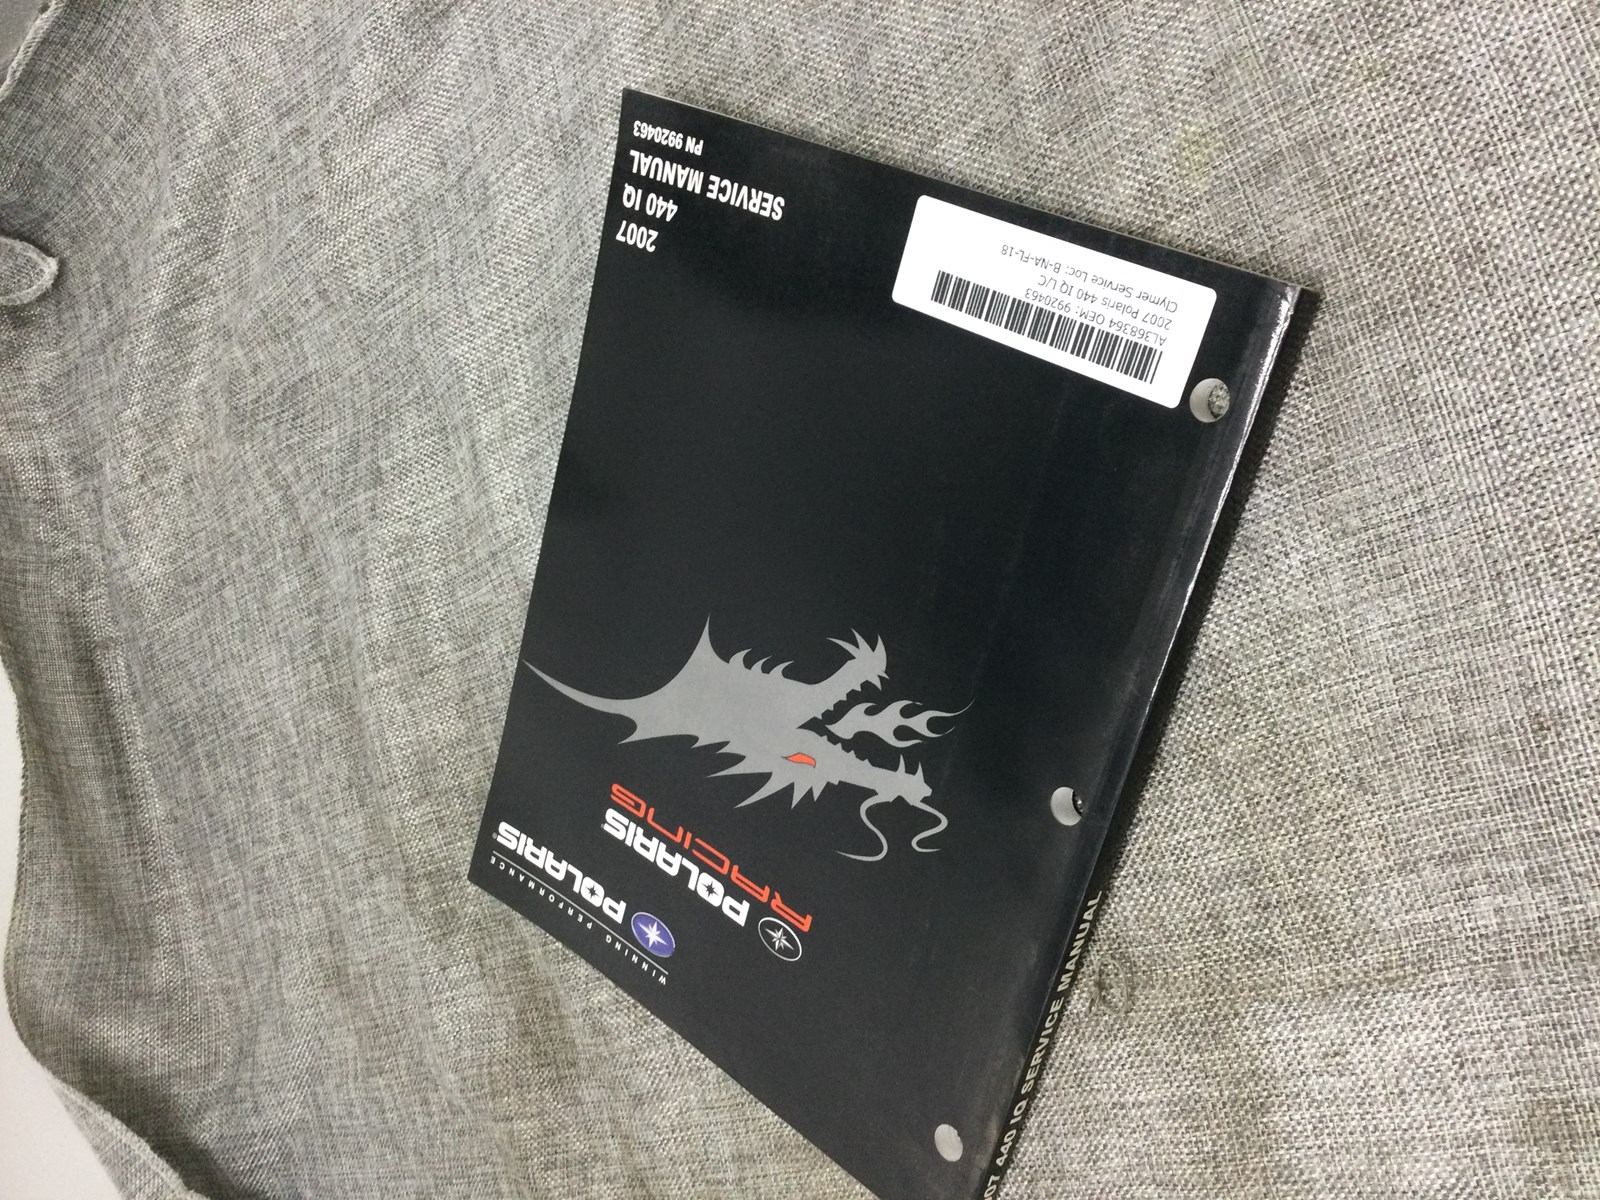 WINNING PERFORMANCE
POLARIS®
POLARIS
RACING
AL368364 OEM: 9920463
2007 Polaris 440 IQ L/C
Clymer Service Loc: B-NA-FL-18
2007
440 IQ
SERVICE MANUAL
PN 9920463
07 440 IQ SERVICE MANUAL